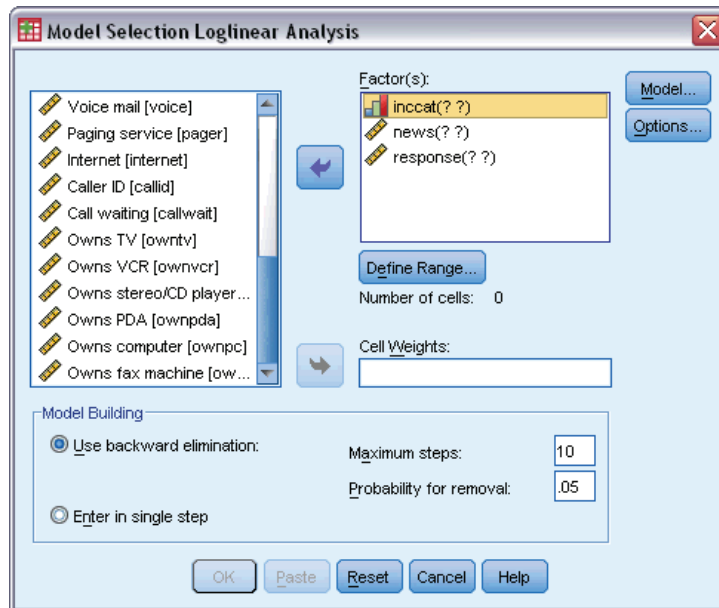 Model Selection Loglinear Analysis
Voice mail [voice]
Paging service [pager]
Internet [internet]
Caller ID [callid]
Call waiting [callwait]
Owns TV [owntv]
Owns VCR [ownvcr]
Owns stereo/CD player...
Owns PDA [ownpda]
Owns computer [ownpc]
Owns fax machine [ow...
Factor(s):
inccat(? ?)
news(? ?)
response(? ?)
Define Range...
Number of cells: 0
Cell Weights:
Model...
Options...
Model Building
Use backward elimination:
Enter in single step
Maximum steps: 10
Probability for removal: .05
OK Paste Reset Cancel Help